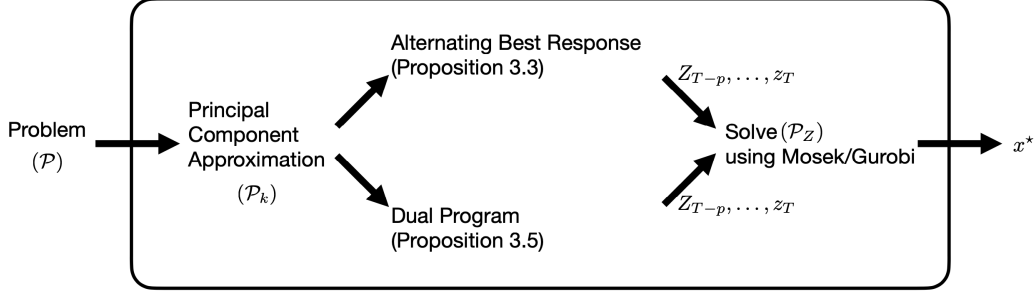 Problem
(𝒫)
Principal
Component
Approximation
(𝒫ₖ)
Alternating Best Response
(Proposition 3.3)
Dual Program
(Proposition 3.5)
Z_{T−p}, . . . , z_T
Z_{T−p}, . . . , z_T
Solve (𝒫_Z)
using Mosek/Gurobi
x⋆